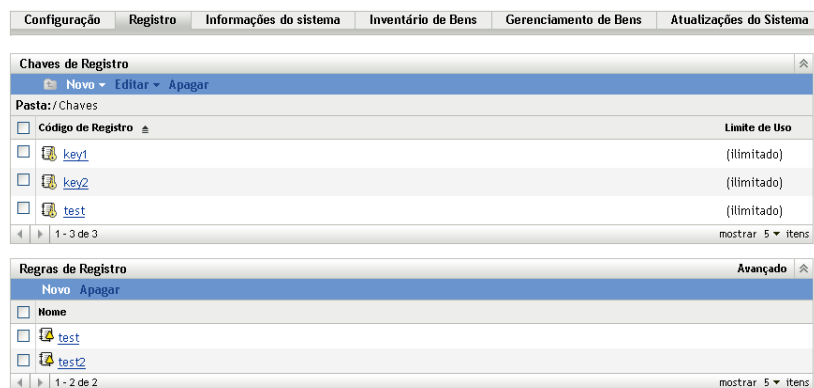 Configuração Registro Informações do sistema Inventário de Bens Gerenciamento de Bens Atualizações do Sistema
Chaves de Registro
Novo Editar Apagar
Pasta: / Chaves
Código de Registro Limite de Uso
key1 (ilimitado)
key2 (ilimitado)
test (ilimitado)
1 - 3 de 3 mostrar 5 itens
Regras de Registro Avançado
Novo Apagar
Nome
test
test2
1 - 2 de 2 mostrar 5 itens